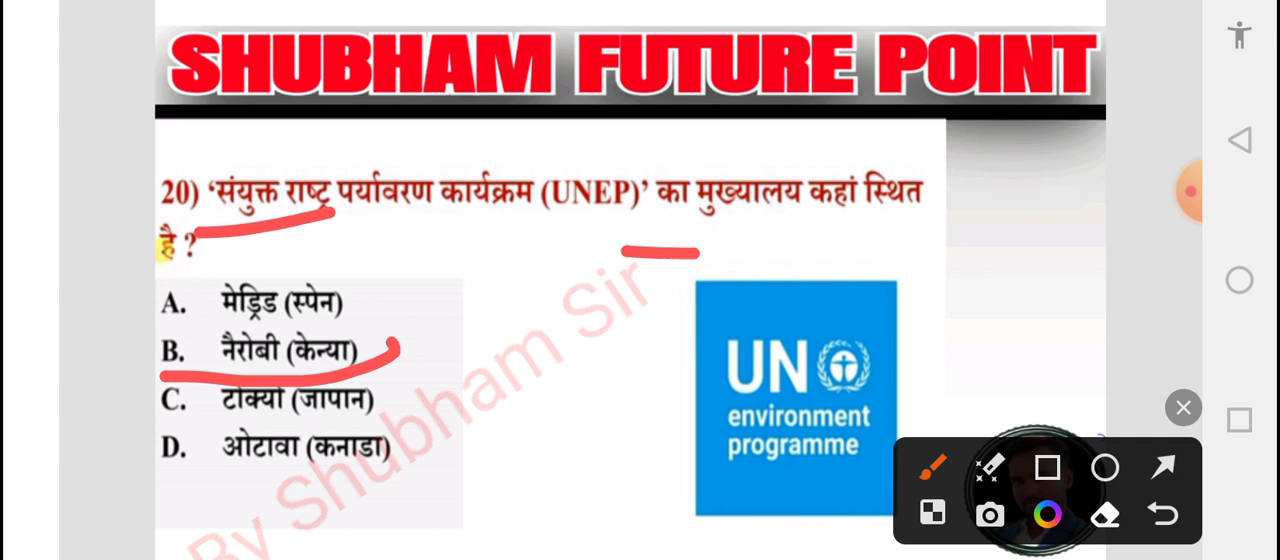 SHUBHAM FUTURE POINT
20) ‘संयुक्त राष्ट्र पर्यावरण कार्यक्रम (UNEP)’ का मुख्यालय कहां स्थित
है ?
A. मेड्रिड (स्पेन)
B. नैरोबी (केन्या)
C. टोक्यो (जापान)
D. ओटावा (कनाडा)
UN
environment
programme
By Shubham Sir